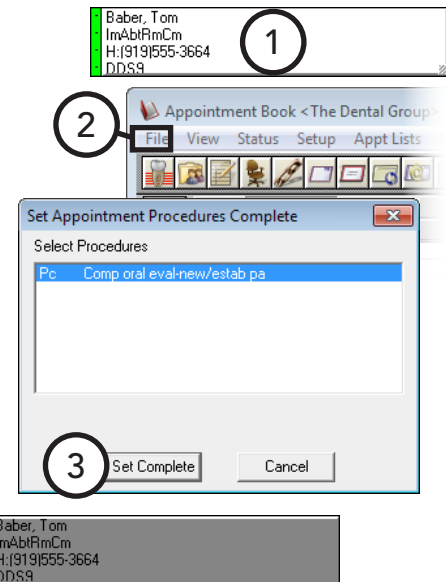 Baber, Tom
ImAbtRmCm
H:(919)555-3664
DDS9
1
2
Appointment Book <The Dental Group>
File View Status Setup Appt Lists
Set Appointment Procedures Complete
Select Procedures
Pc Comp oral eval-new/estab pa
3
Set Complete Cancel
Baber, Tom
ImAbtRmCm
H:(919)555-3664
DDS9